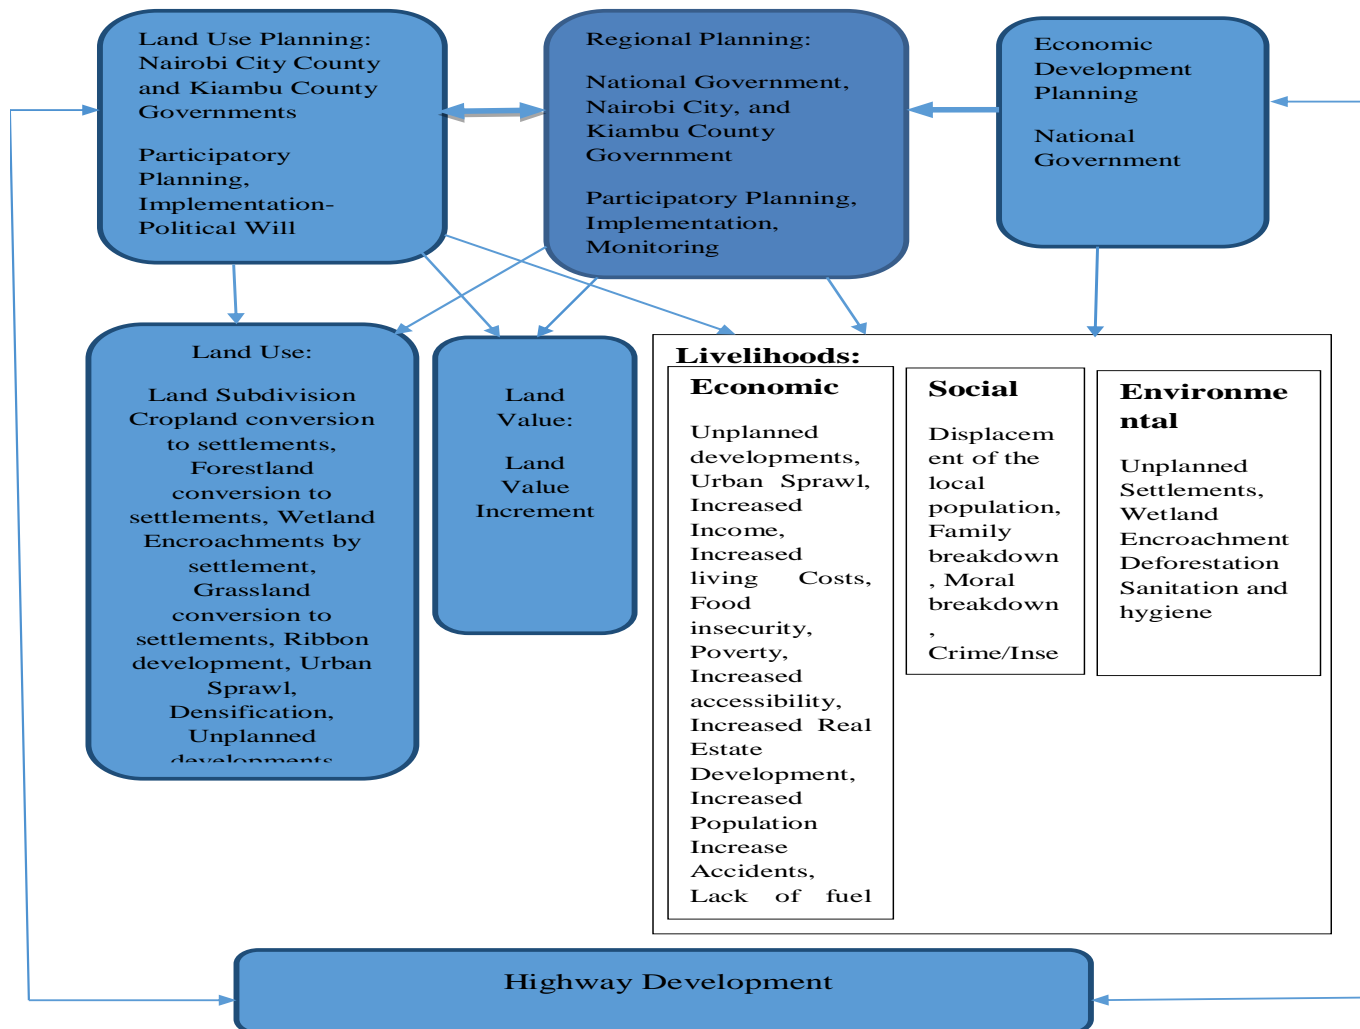 Land Use Planning:
Nairobi City County
and Kiambu County
Governments
Participatory
Planning,
Implementation-
Political Will
Regional Planning:
National Government,
Nairobi City, and
Kiambu County
Government
Participatory Planning,
Implementation,
Monitoring
Economic
Development
Planning
National
Government
Land Use:
Land Subdivision
Cropland conversion
to settlements,
Forestland
conversion to
settlements, Wetland
Encroachments by
settlement,
Grassland
conversion to
settlements, Ribbon
development, Urban
Sprawl,
Densification,
Unplanned
developments
Land
Value:
Land
Value
Increment
Livelihoods:
Economic
Unplanned
developments,
Urban Sprawl,
Increased
Income,
Increased
living Costs,
Food
insecurity,
Poverty,
Increased
accessibility,
Increased Real
Estate
Development,
Increased
Population
Increase
Accidents,
Lack of fuel
Social
Displacem
ent of the
local
population,
Family
breakdown
, Moral
breakdown
,
Crime/Inse
Environme
ntal
Unplanned
Settlements,
Wetland
Encroachment
Deforestation
Sanitation and
hygiene
Highway Development